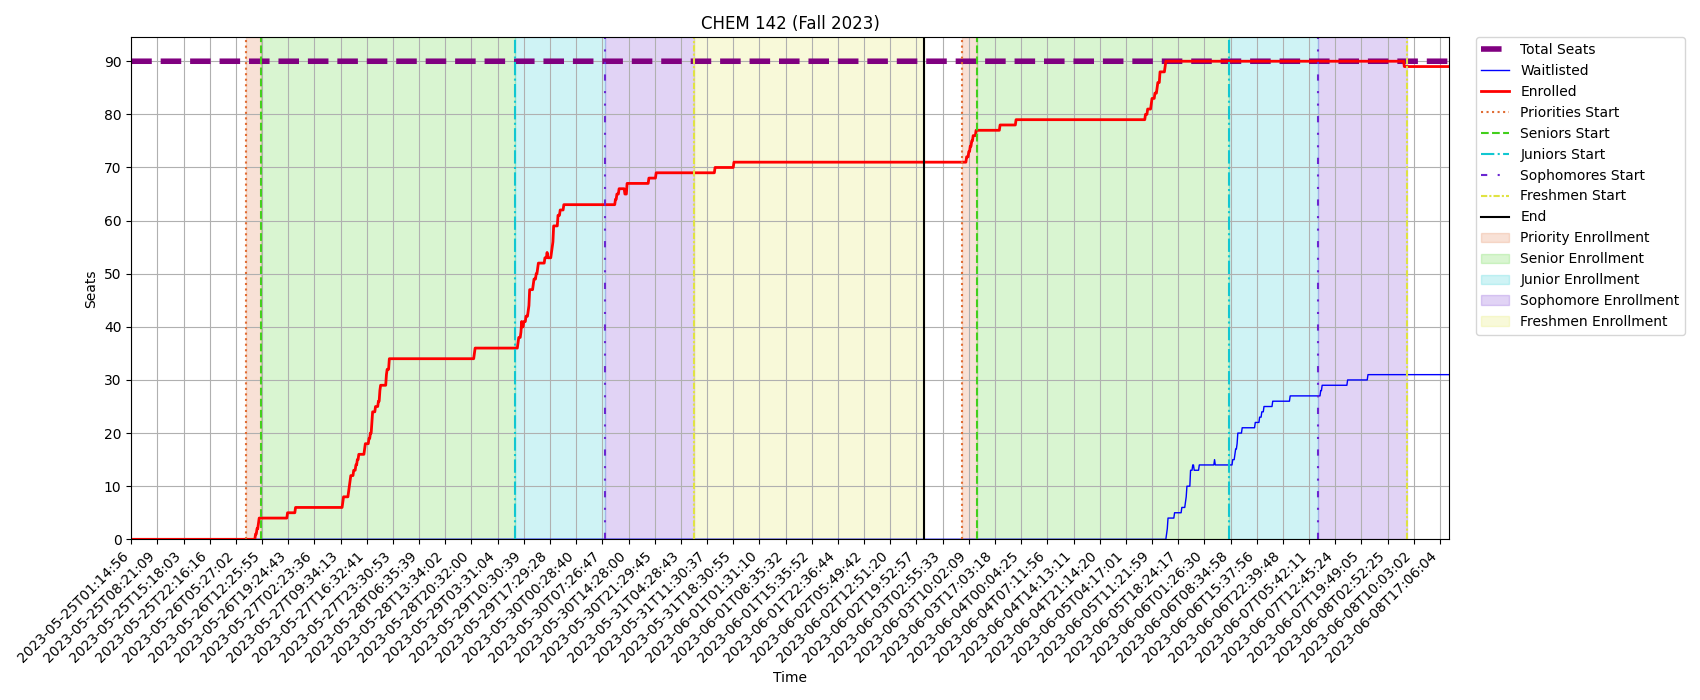 CHEM 142 (Fall 2023)
Seats
90
80
70
60
50
40
30
20
10
0
2023-05-25T01:14:56
2023-05-25T08:21:09
2023-05-25T15:18:03
2023-05-25T22:16:16
2023-05-26T05:27:02
2023-05-26T12:25:55
2023-05-26T19:24:43
2023-05-27T02:23:36
2023-05-27T09:34:13
2023-05-27T16:32:41
2023-05-27T23:30:53
2023-05-28T06:35:39
2023-05-28T13:34:02
2023-05-28T20:32:00
2023-05-29T03:31:04
2023-05-29T10:30:39
2023-05-29T17:29:28
2023-05-30T00:28:40
2023-05-30T07:26:47
2023-05-30T14:28:00
2023-05-30T21:29:45
2023-05-31T04:28:43
2023-05-31T11:30:37
2023-05-31T18:30:55
2023-06-01T01:31:10
2023-06-01T08:35:32
2023-06-01T15:35:52
2023-06-01T22:36:44
2023-06-02T05:49:42
2023-06-02T12:51:20
2023-06-02T19:52:57
2023-06-03T02:55:33
2023-06-03T10:02:09
2023-06-03T17:03:18
2023-06-04T00:04:25
2023-06-04T07:11:56
2023-06-04T14:13:11
2023-06-04T21:14:20
2023-06-05T04:17:01
2023-06-05T11:21:59
2023-06-05T18:24:17
2023-06-06T01:26:30
2023-06-06T08:34:58
2023-06-06T15:37:56
2023-06-06T22:39:48
2023-06-07T05:42:11
2023-06-07T12:45:24
2023-06-07T19:49:05
2023-06-08T02:52:25
2023-06-08T10:03:02
2023-06-08T17:06:04
Time
Total Seats
Waitlisted
Enrolled
Priorities Start
Seniors Start
Juniors Start
Sophomores Start
Freshmen Start
End
Priority Enrollment
Senior Enrollment
Junior Enrollment
Sophomore Enrollment
Freshmen Enrollment